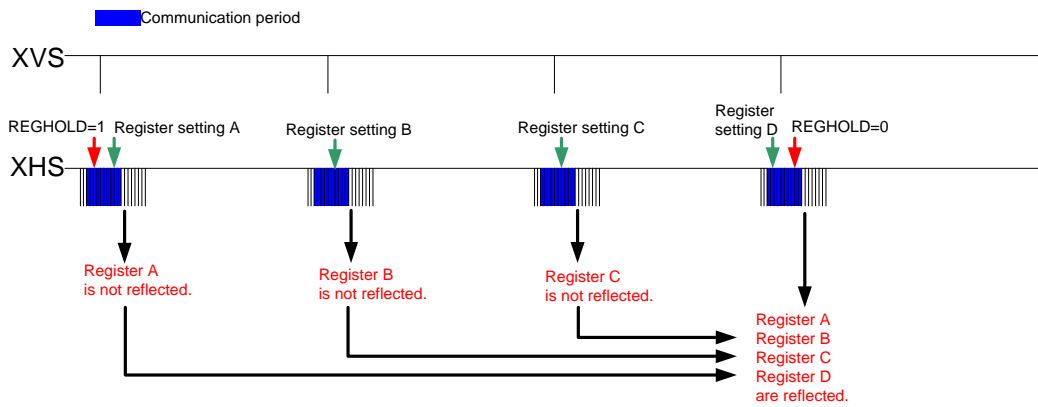 Communication period
XVS
REGHOLD=1
Register setting A
Register setting B
Register setting C
Register
setting D
REGHOLD=0
XHS
Register A
is not reflected.
Register B
is not reflected.
Register C
is not reflected.
Register A
Register B
Register C
Register D
are reflected.